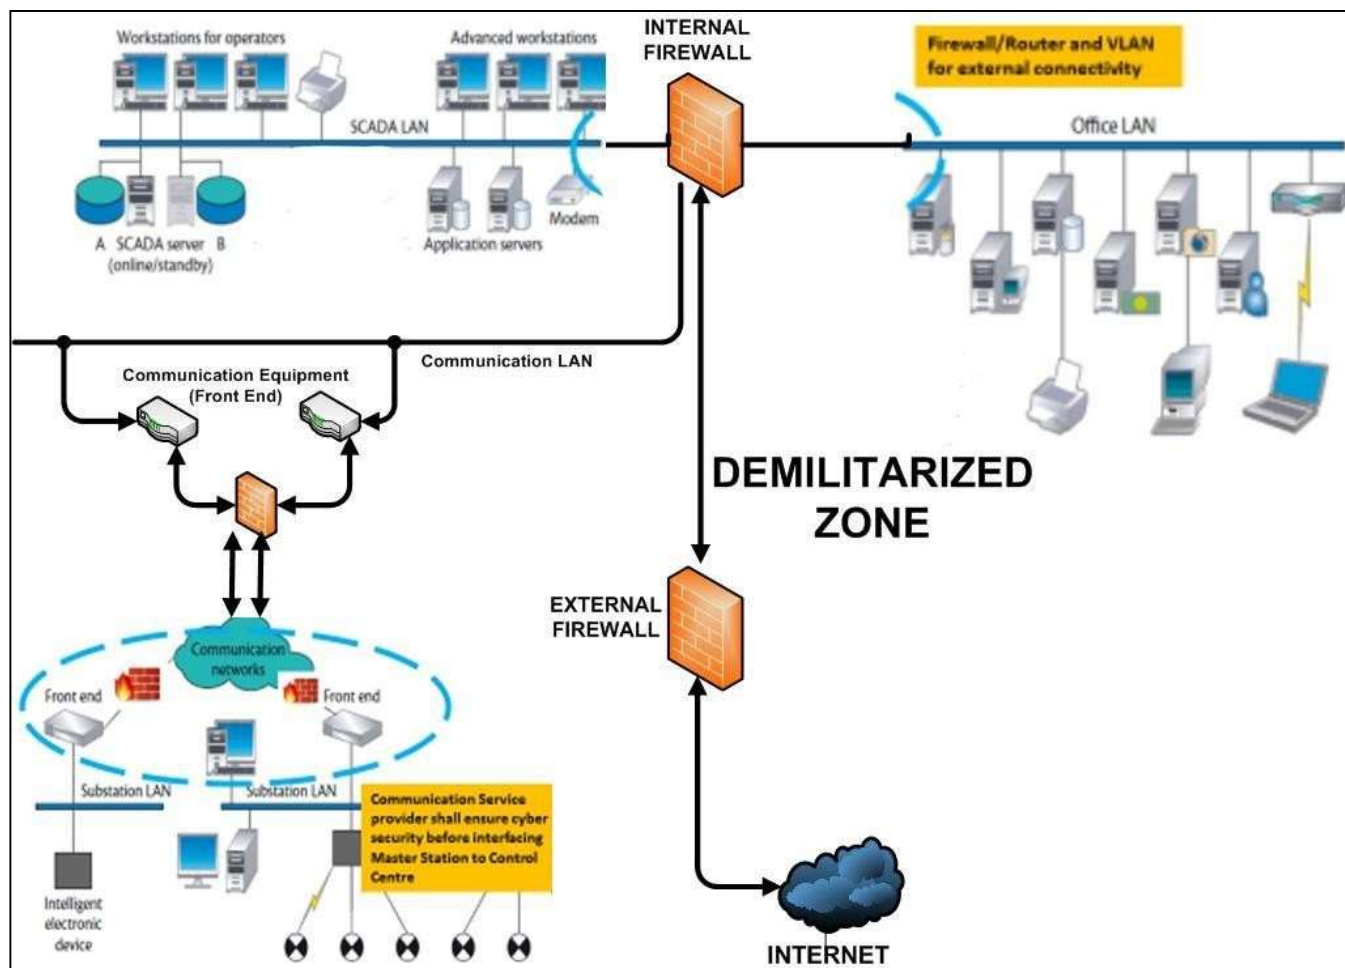 Workstations for operators
Advanced workstations
INTERNAL
FIREWALL
Firewall/Router and VLAN
for external connectivity
SCADA LAN
Office LAN
Modem
A SCADA server B
(online/standby)
Application servers
Communication LAN
Communication Equipment
(Front End)
DEMILITARIZED
ZONE
EXTERNAL
FIREWALL
Communication
networks
Front end
Front end
Substation LAN
Substation LAN
Communication Service
provider shall ensure cyber
security before interfacing
Master Station to Control
Centre
Intelligent
electronic
device
INTERNET